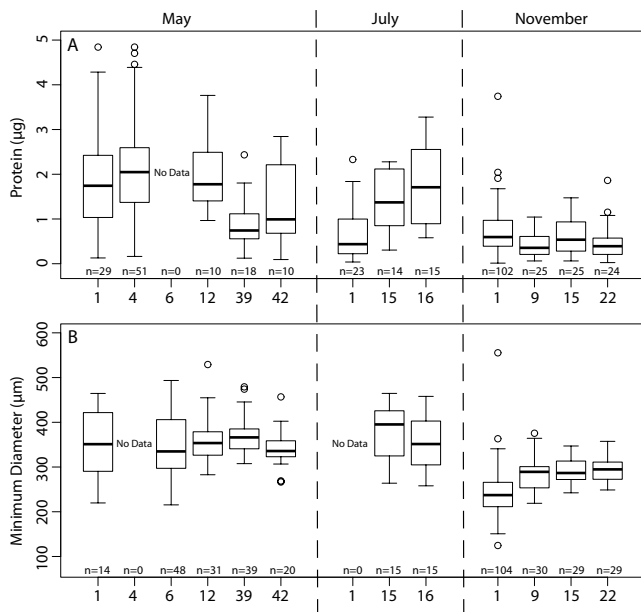 May July November
A
Protein (µg)
5
4
3
2
1
0
No Data
n=29 n=51 n=0 n=10 n=18 n=10 n=23 n=14 n=15 n=102 n=25 n=25 n=24
1 4 6 12 39 42 1 15 16 1 9 15 22
B
Minimum Diameter (µm)
600
500
400
300
200
100
No Data No Data
n=14 n=0 n=48 n=31 n=39 n=20 n=0 n=15 n=15 n=104 n=30 n=29 n=29
1 4 6 12 39 42 1 15 16 1 9 15 22